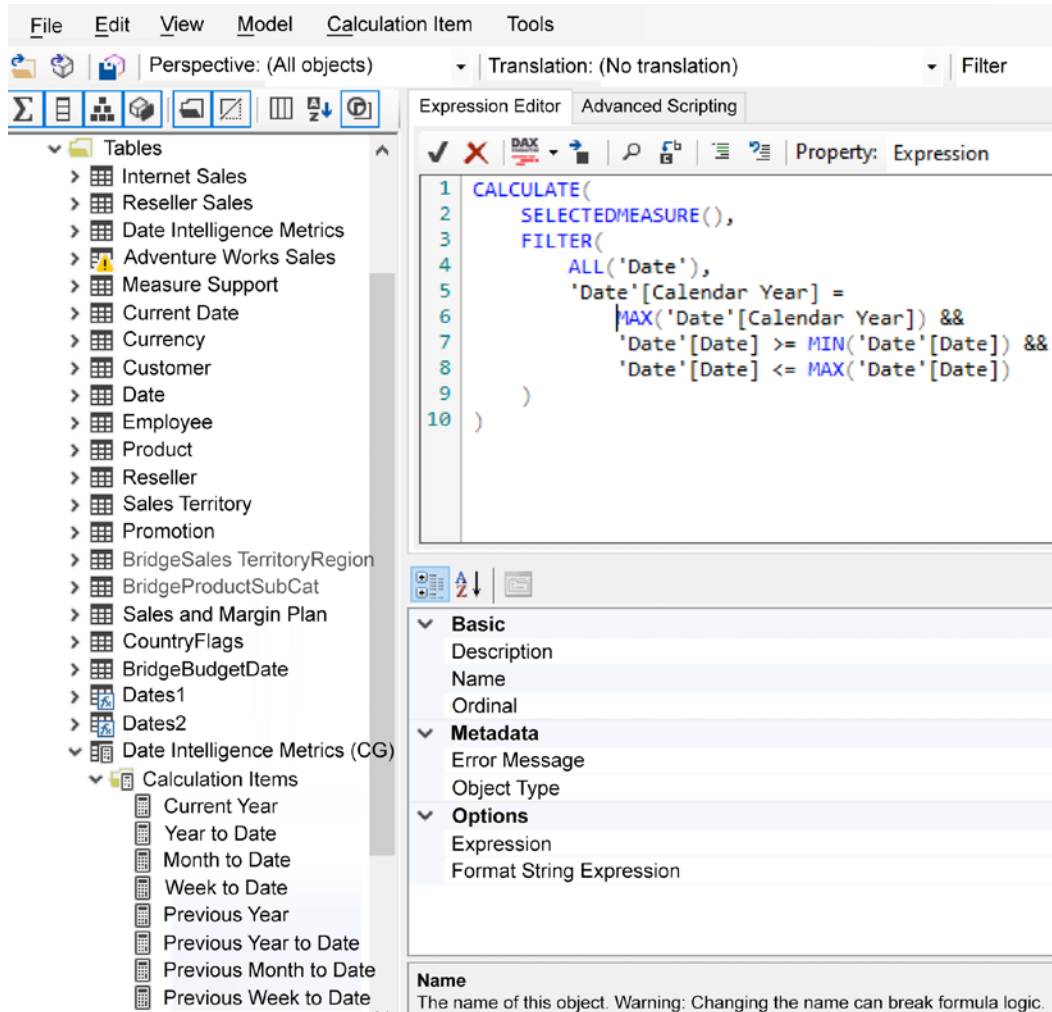 File Edit View Model Calculation Item Tools
Perspective: (All objects) Translation: (No translation) Filter
Expression Editor Advanced Scripting
DAX Property: Expression
Tables
Internet Sales
Reseller Sales
Date Intelligence Metrics
Adventure Works Sales
Measure Support
Current Date
Currency
Customer
Date
Employee
Product
Reseller
Sales Territory
Promotion
BridgeSales TerritoryRegion
BridgeProductSubCat
Sales and Margin Plan
CountryFlags
BridgeBudgetDate
Dates1
Dates2
Date Intelligence Metrics (CG)
Calculation Items
Current Year
Year to Date
Month to Date
Week to Date
Previous Year
Previous Year to Date
Previous Month to Date
Previous Week to Date
1 CALCULATE(
2 SELECTEDMEASURE(),
3 FILTER(
4 ALL('Date'),
5 'Date'[Calendar Year] =
6 MAX('Date'[Calendar Year]) &&
7 'Date'[Date] >= MIN('Date'[Date]) &&
8 'Date'[Date] <= MAX('Date'[Date])
9 )
10 )
Basic
Description
Name
Ordinal
Metadata
Error Message
Object Type
Options
Expression
Format String Expression
Name
The name of this object. Warning: Changing the name can break formula logic.